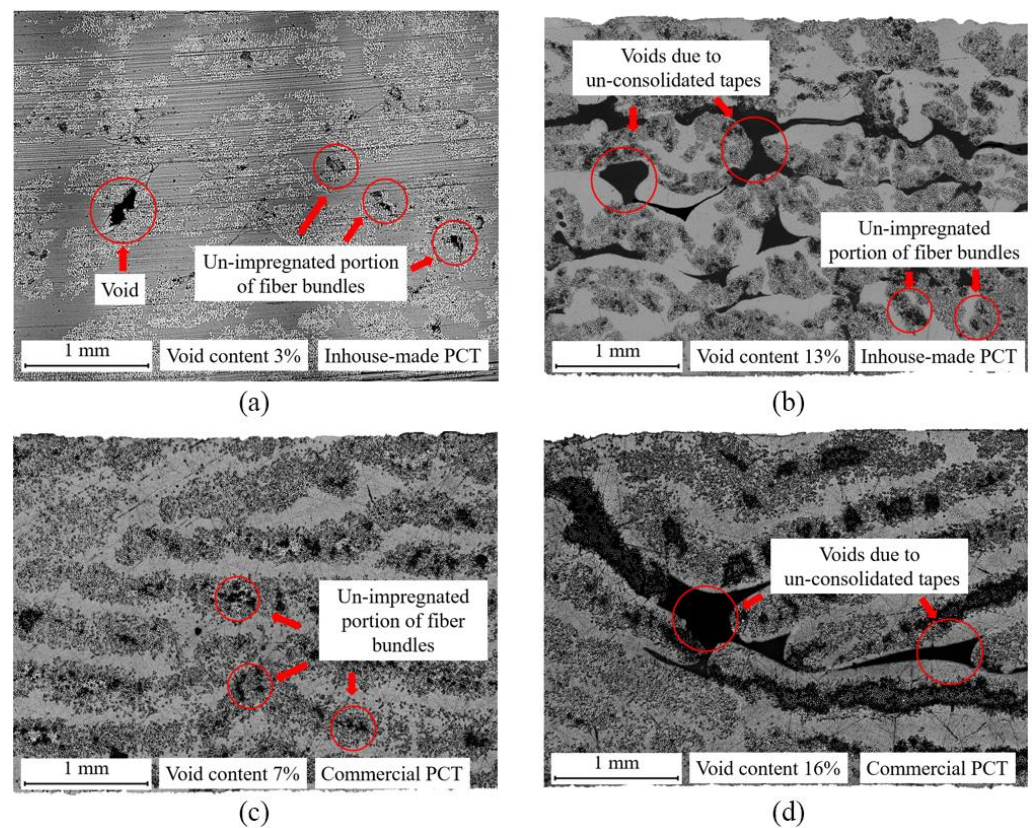 Void
Un-impregnated portion
of fiber bundles
1 mm
Void content 3%
Inhouse-made PCT
(a)
Voids due to
un-consolidated tapes
Un-impregnated
portion of fiber bundles
1 mm
Void content 13%
Inhouse-made PCT
(b)
Un-impregnated
portion of fiber
bundles
1 mm
Void content 7%
Commercial PCT
(c)
Voids due to
un-consolidated tapes
1 mm
Void content 16%
Commercial PCT
(d)